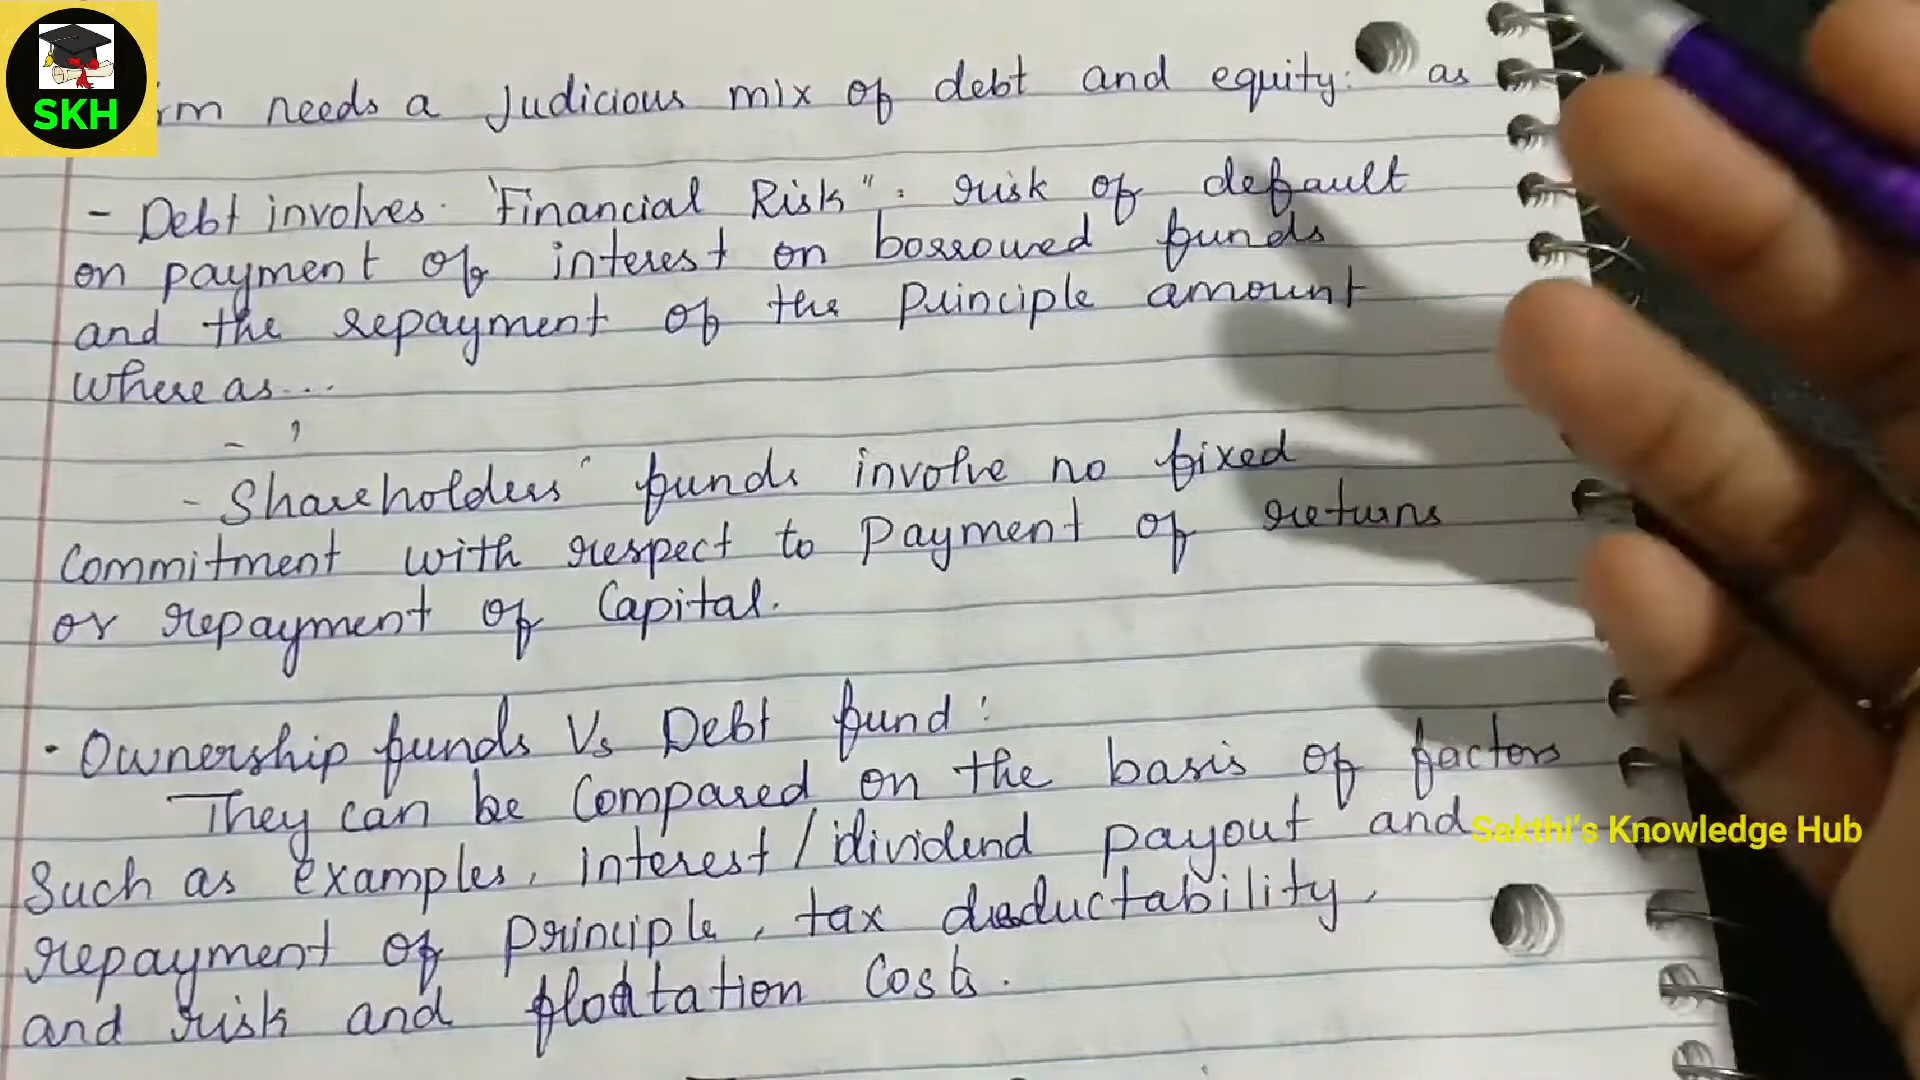 SKH
irm needs a Judicious mix of debt and equity: as
- Debt involves "Financial Risk": risk of default
on payment of interest on borrowed funds
and the repayment of the Principle amount
whereas...
- Shareholders' funds involve no fixed
Commitment with respect to Payment of returns
or repayment of Capital.
· Ownership funds Vs Debt fund:
They can be Compared on the basis of factors
Such as examples, interest/dividend payout and
Sakthi's Knowledge Hub
repayment of Principle, tax deductability,
and risk and floatation Costs.